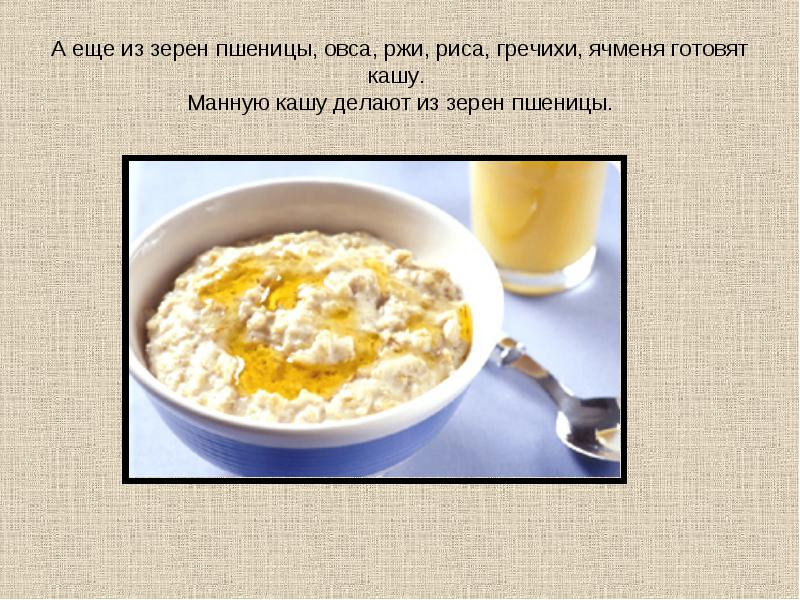 А еще из зерен пшеницы, овса, ржи, риса, гречихи, ячменя готовят
кашу.
Манную кашу делают из зерен пшеницы.